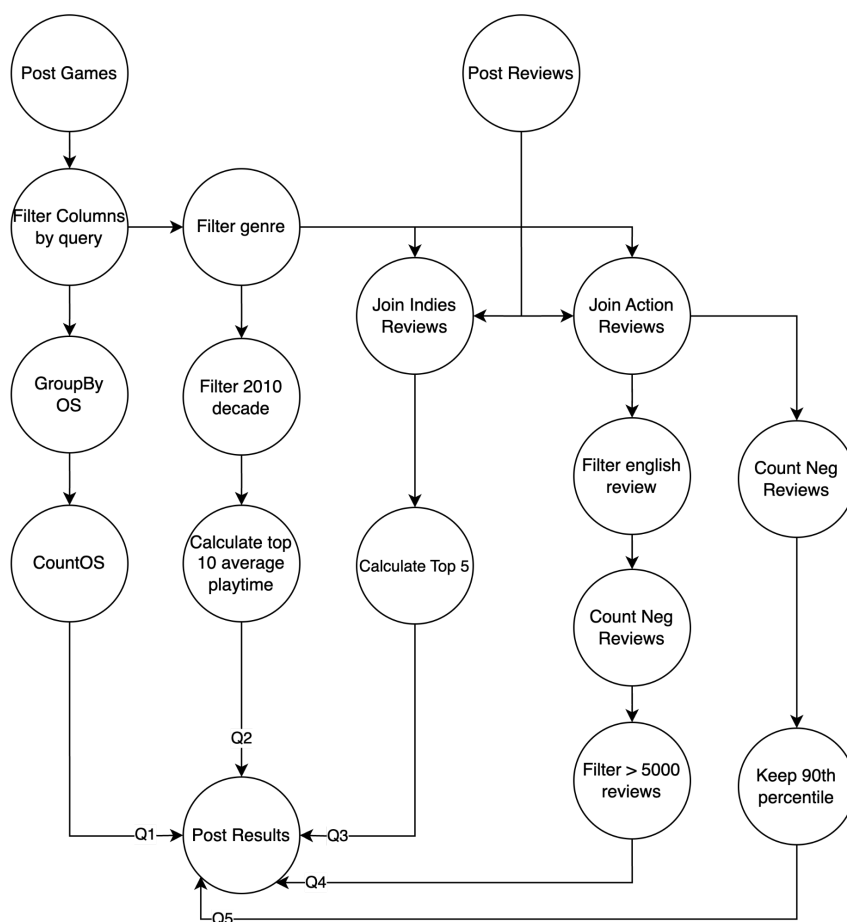 Post Games
Post Reviews
Filter Columns
by query
Filter genre
Join Indies
Reviews
Join Action
Reviews
GroupBy
OS
Filter 2010
decade
Filter english
review
Count Neg
Reviews
CountOS
Calculate top
10 average
playtime
Calculate Top 5
Count Neg
Reviews
Q2
Filter > 5000
reviews
Keep 90th
percentile
Q1
Post Results
Q3
Q4
Q5